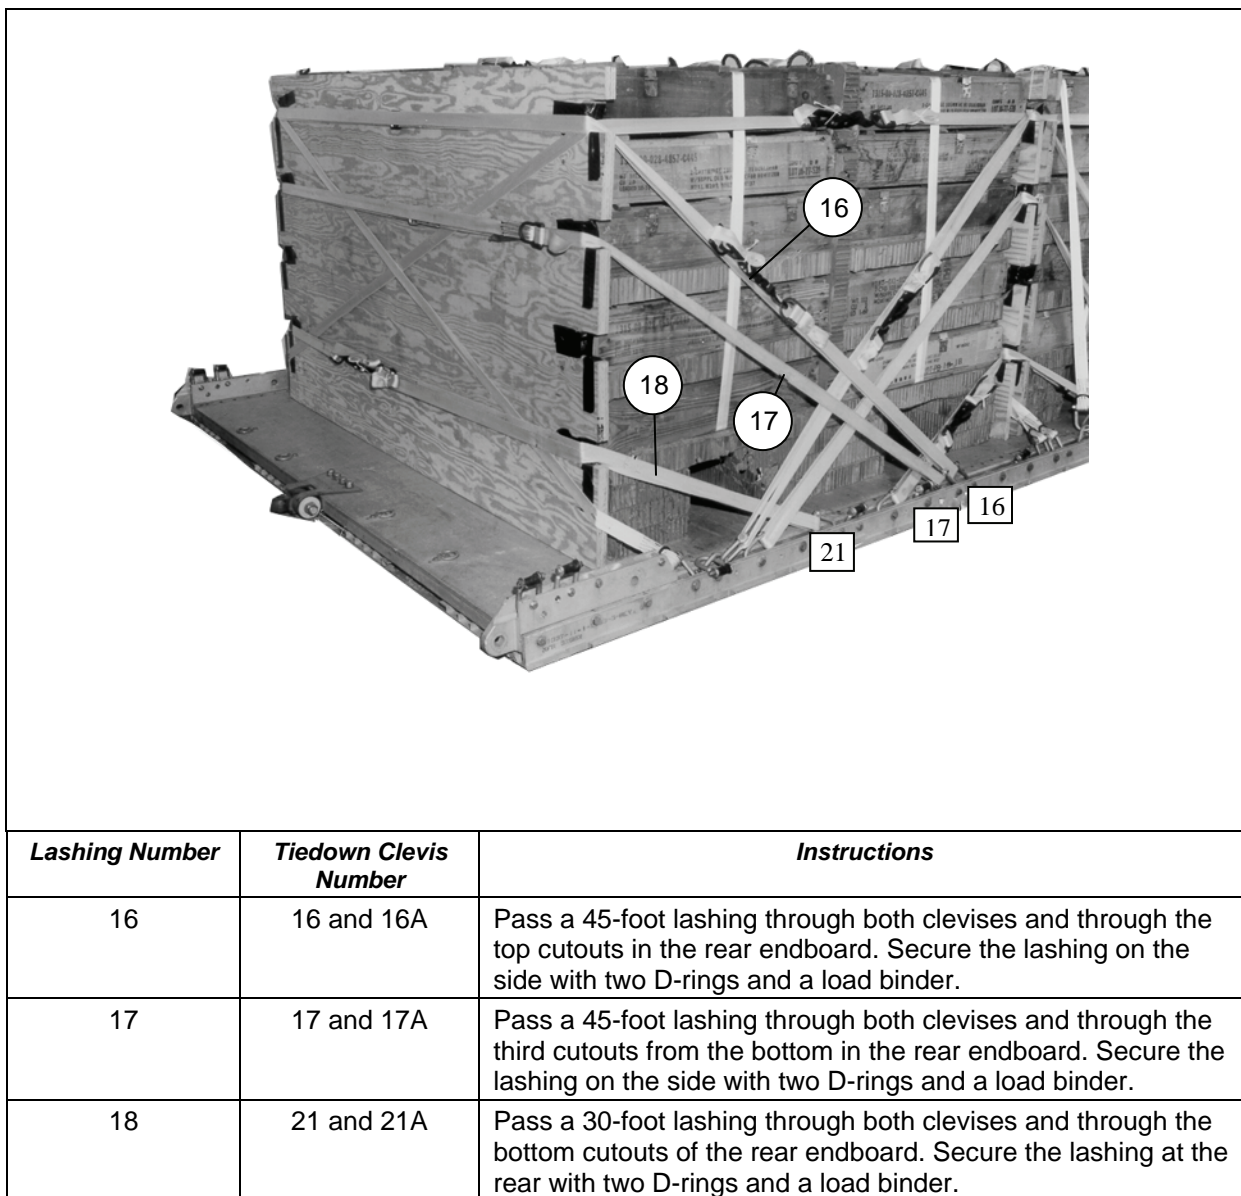 16
18
17
16
17
21
Lashing Number
Tiedown Clevis
Number
Instructions
16
16 and 16A
Pass a 45-foot lashing through both clevises and through the
top cutouts in the rear endboard. Secure the lashing on the
side with two D-rings and a load binder.
17
17 and 17A
Pass a 45-foot lashing through both clevises and through the
third cutouts from the bottom in the rear endboard. Secure the
lashing on the side with two D-rings and a load binder.
18
21 and 21A
Pass a 30-foot lashing through both clevises and through the
bottom cutouts of the rear endboard. Secure the lashing at the
rear with two D-rings and a load binder.